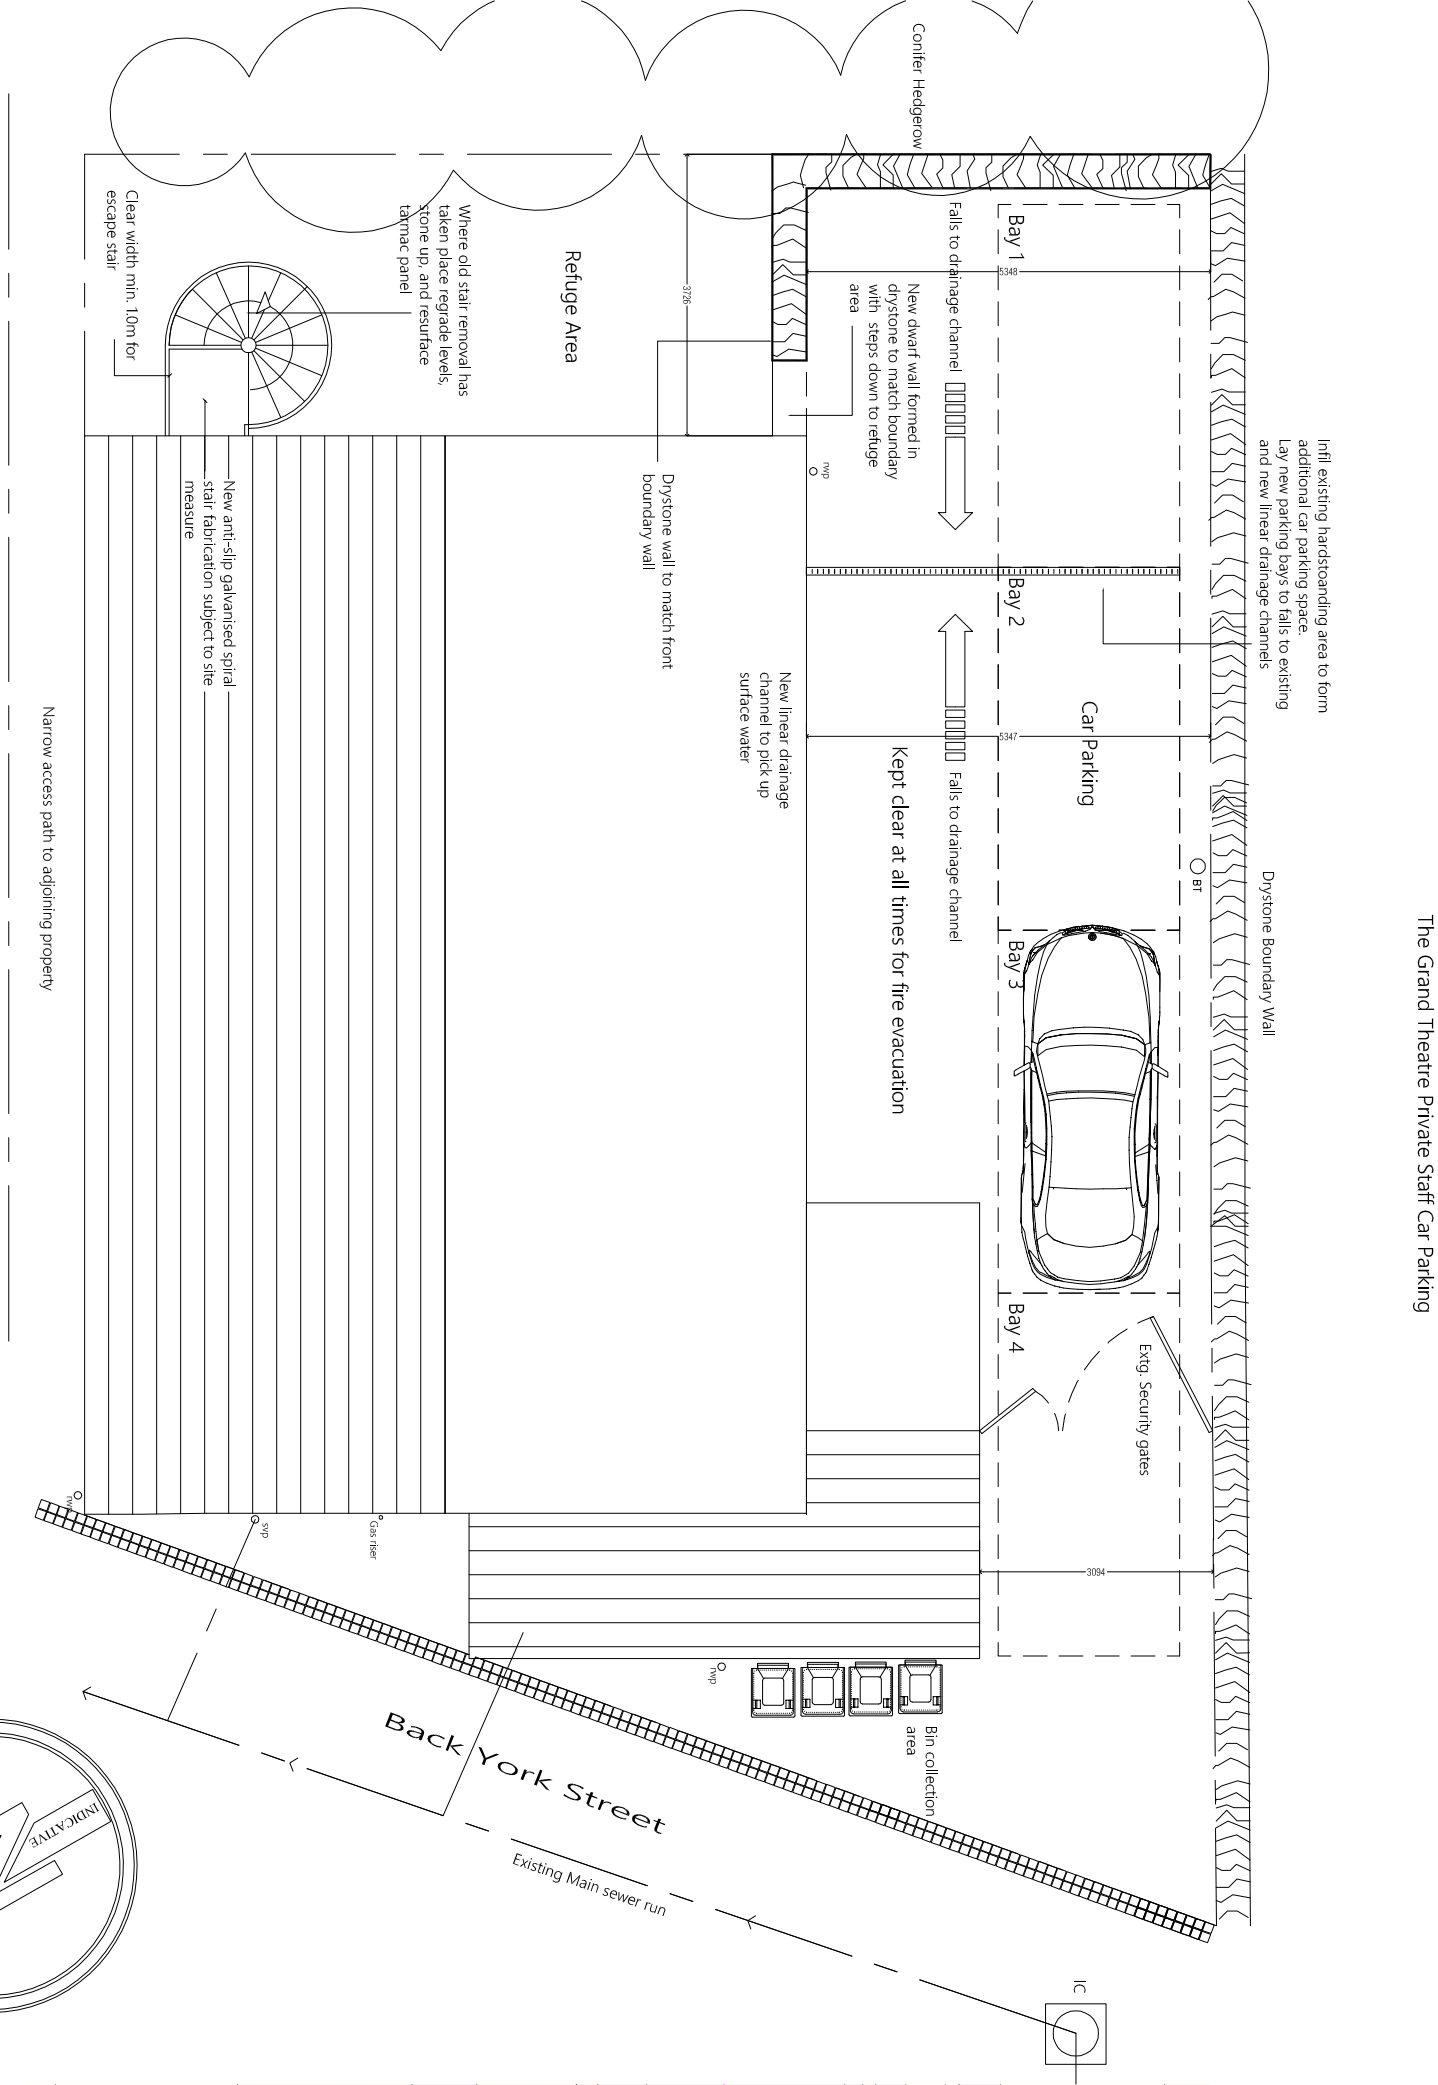 The Grand Theatre Private Staff Car Parking
Infil existing hardstoanding area to form
additional car parking space.
Lay new parking bays to falls to existing
and new linear drainage channels
Drystone Boundary Wall
BT
Conifer Hedgerow
Bay 1
Bay 2
Bay 3
Bay 4
5348
5347
Car Parking
Extg. Security gates
3094
Falls to drainage channel
Falls to drainage channel
Kept clear at all times for fire evacuation
New dwarf wall formed in
drystone to match boundary
with steps down to refuge
area
rwp
New linear drainage
channel to pick up
surface water
3726
Drystone wall to match front
boundary wall
Refuge Area
Where old stair removal has
taken place regrade levels,
stone up, and resurface
tarmac panel
Clear width min. 1.0m for
escape stair
New anti-slip galvanised spiral
stair fabrication subject to site
measure
Narrow access path to adjoining property
rwp
svp
Gas riser
rwp
Bin collection
area
Back York Street
Existing Main sewer run
IC
INDICATIVE